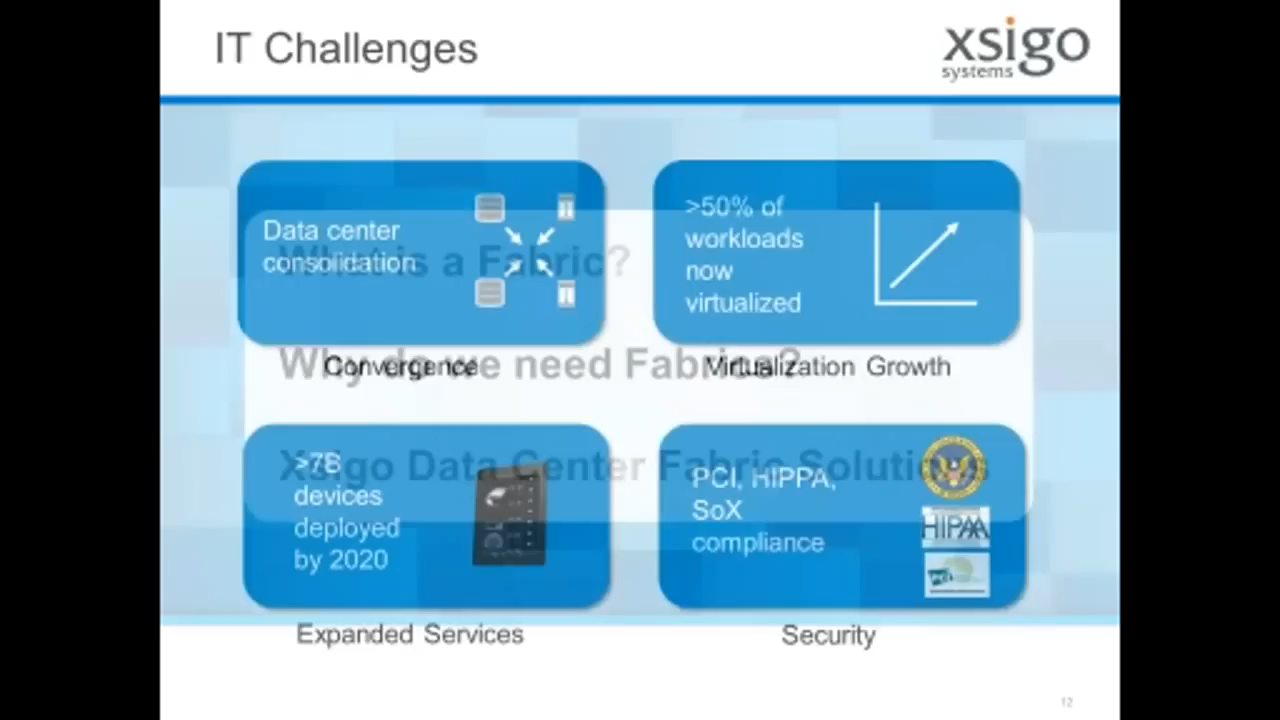 IT Challenges
xsigo
systems
Data center
consolidation
>50% of
workloads
now
virtualized
What is a Fabric?
Why do we need Fabrics?
Convergence
Virtualization Growth
Xsigo Data Center Fabric Solutions
>7B
devices
deployed
by 2020
PCI, HIPPA,
SoX
compliance
HIPAA
PCI
Expanded Services
Security
12